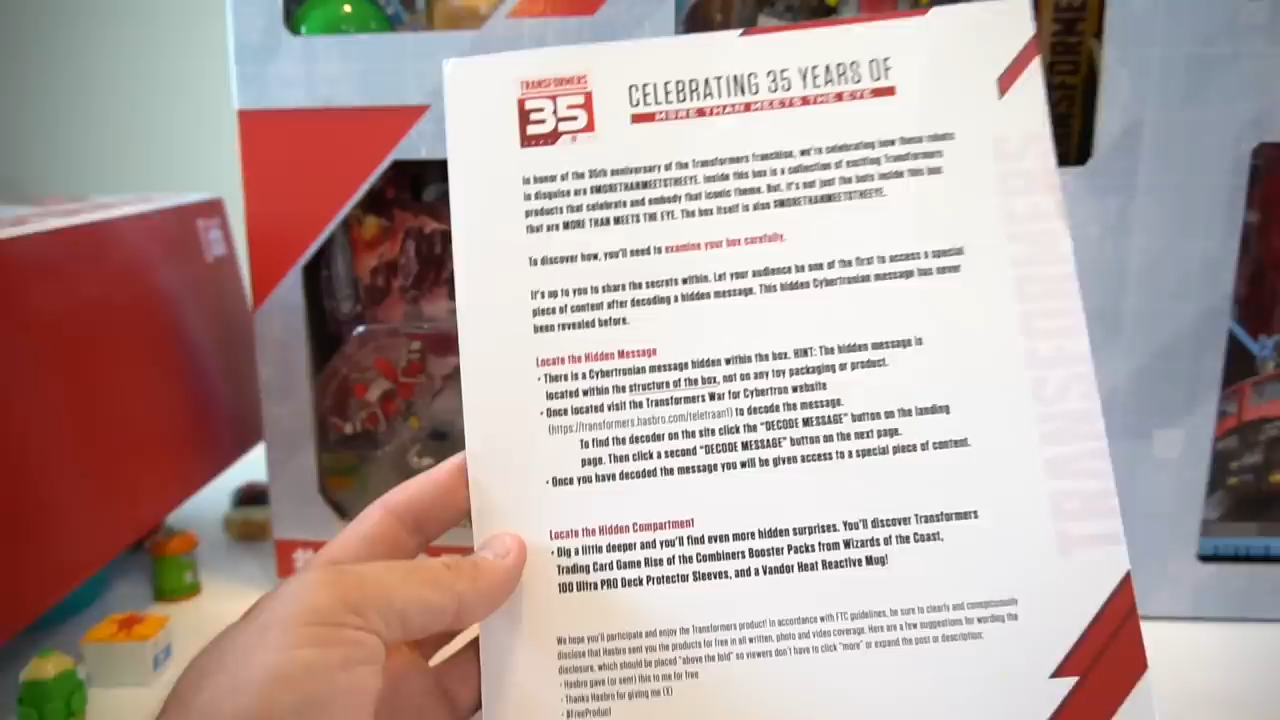 TRANSFORMERS
35
CELEBRATING 35 YEARS OF
MORE THAN MEETS THE EYE
In honor of the 35th anniversary of the Transformers franchise, we're celebrating how these robots
in disguise are #MORETHANMEETSTHEEYE. Inside this box is a collection of exciting Transformers
products that celebrate and embody that iconic theme. But, it's not just the bots inside this box
that are MORE THAN MEETS THE EYE. The box itself is also #MORETHANMEETSTHEEYE.
To discover how, you'll need to examine your box carefully.
It's up to you to share the secrets within. Let your audience be one of the first to access a special
piece of content after decoding a hidden message. This hidden Cybertronian message has never
been revealed before.
Locate the Hidden Message
• There is a Cybertronian message hidden within the box. HINT: The hidden message is
located within the structure of the box, not on any toy packaging or product.
• Once located visit the Transformers War for Cybertron website
(https://transformers.hasbro.com/teletraan1) to decode the message.
To find the decoder on the site click the "DECODE MESSAGE" button on the landing
page. Then click a second "DECODE MESSAGE" button on the next page.
• Once you have decoded the message you will be given access to a special piece of content.
Locate the Hidden Compartment
• Dig a little deeper and you'll find even more hidden surprises. You'll discover Transformers
Trading Card Game Rise of the Combiners Booster Packs from Wizards of the Coast,
100 Ultra PRO Deck Protector Sleeves, and a Vandor Heat Reactive Mug!
We hope you'll participate and enjoy the Transformers product! In accordance with FTC guidelines, be sure to clearly and conspicuously
disclose that Hasbro sent you the products for free in all written, photo and video coverage. Here are a few suggestions for wording the
disclosure, which should be placed "above the fold" so viewers don't have to click "more" or expand the post or description:
• Hasbro gave (or sent) this to me for free
• Thanks Hasbro for giving me (X)
• #FreeProduct
TRANSFORMERS
TRANSFORMERS